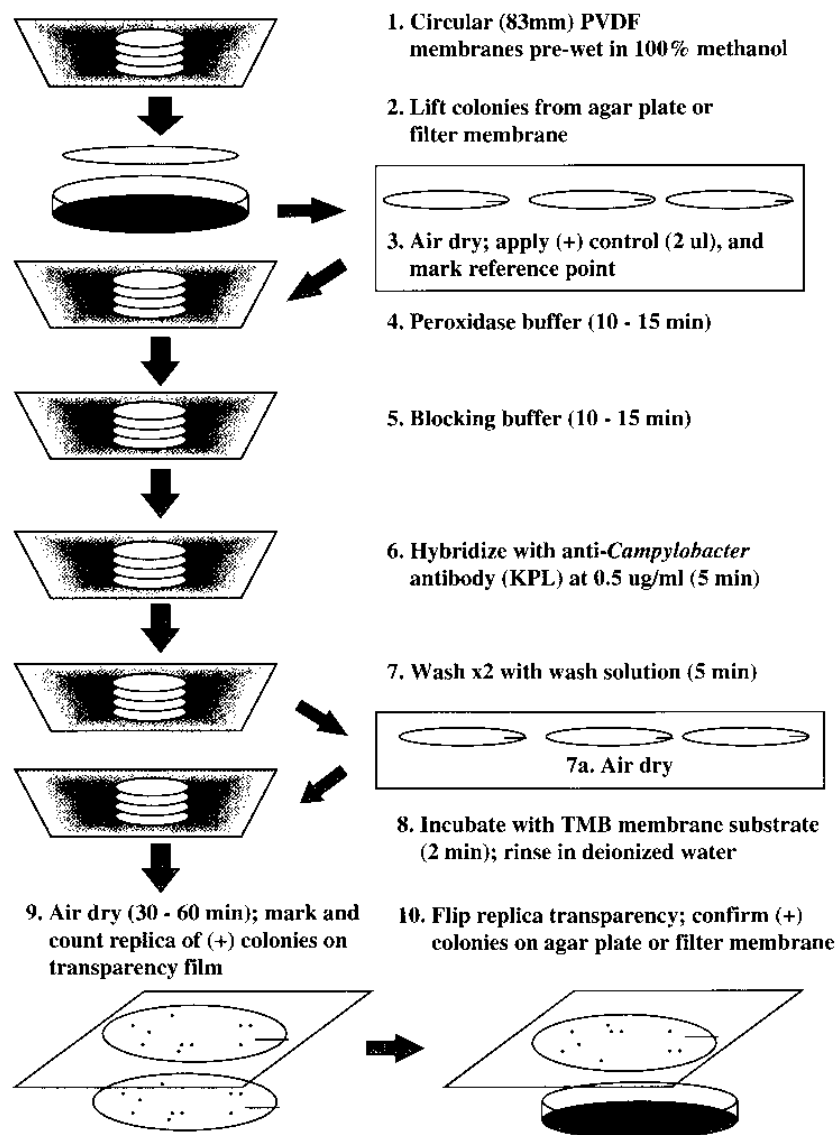 1. Circular (83mm) PVDF
membranes pre-wet in 100% methanol
2. Lift colonies from agar plate or
filter membrane
3. Air dry; apply (+) control (2 ul), and
mark reference point
4. Peroxidase buffer (10 - 15 min)
5. Blocking buffer (10 - 15 min)
6. Hybridize with anti-Campylobacter
antibody (KPL) at 0.5 ug/ml (5 min)
7. Wash x2 with wash solution (5 min)
7a. Air dry
8. Incubate with TMB membrane substrate
(2 min); rinse in deionized water
9. Air dry (30 - 60 min); mark and
count replica of (+) colonies on
transparency film
10. Flip replica transparency; confirm (+)
colonies on agar plate or filter membrane